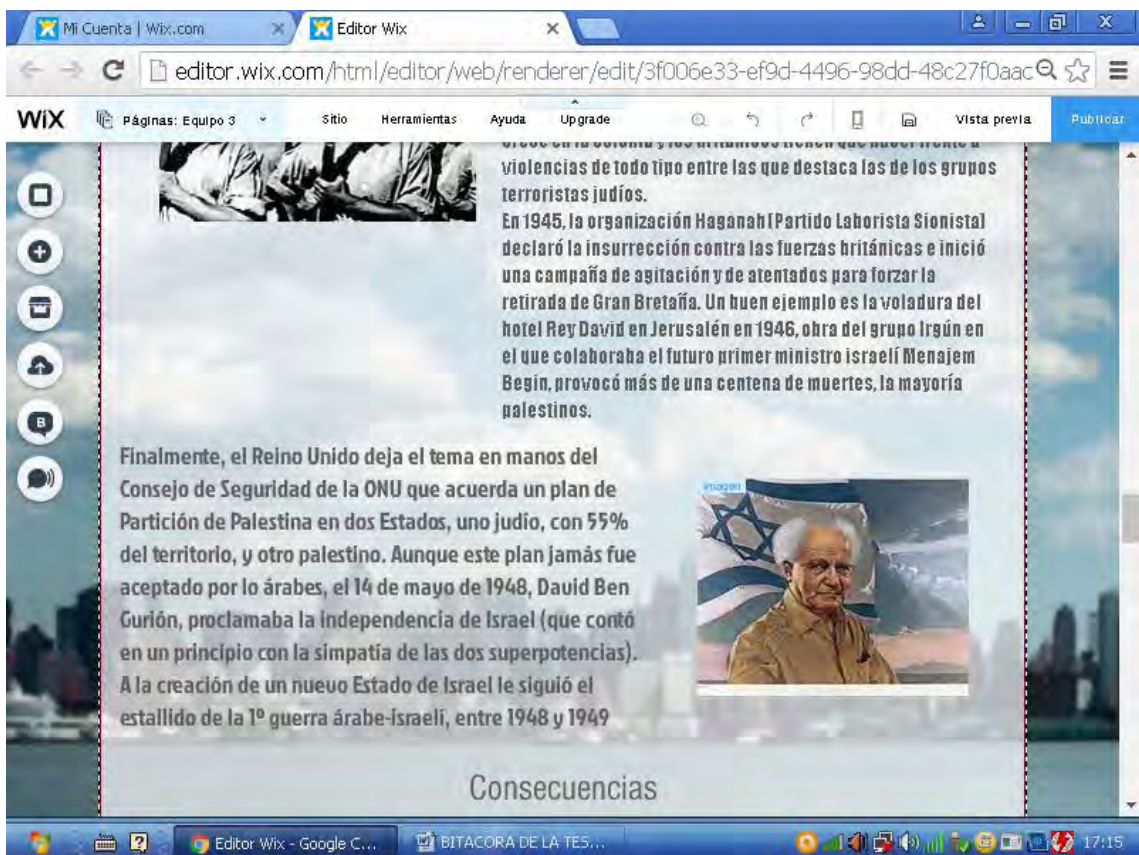 Mi Cuenta | Wix.com
Editor Wix
editor.wix.com/html/editor/web/renderer/edit/3f006e33-ef9d-4496-98dd-48c27f0aac
WiX
Páginas: Equipo 3
Sitio
Herramientas
Ayuda
Upgrade
Vista previa
Publicar
violencias de todo tipo entre las que destaca las de los grupos
terroristas judíos.
En 1945, la organización Haganah (Partido Laborista Sionista)
declaró la insurrección contra las fuerzas británicas e inició
una campaña de agitación y de atentados para forzar la
retirada de Gran Bretaña. Un buen ejemplo es la voladura del
hotel Rey David en Jerusalén en 1946, obra del grupo Irgún en
el que colaboraba el futuro primer ministro israelí Menajem
Begin, provocó más de una centena de muertes, la mayoría
palestinos.
Finalmente, el Reino Unido deja el tema en manos del
Consejo de Seguridad de la ONU que acuerda un plan de
Partición de Palestina en dos Estados, uno judio, con 55%
del territorio, y otro palestino. Aunque este plan jamás fue
aceptado por lo árabes, el 14 de mayo de 1948, David Ben
Gurión, proclamaba la independencia de Israel (que contó
en un principio con la simpatía de las dos superpotencias).
A la creación de un nuevo Estado de Israel le siguió el
estallido de la 1º guerra árabe-israelí, entre 1948 y 1949
Imagen
Consecuencias
Editor Wix - Google C...
BITACORA DE LA TES...
17:15